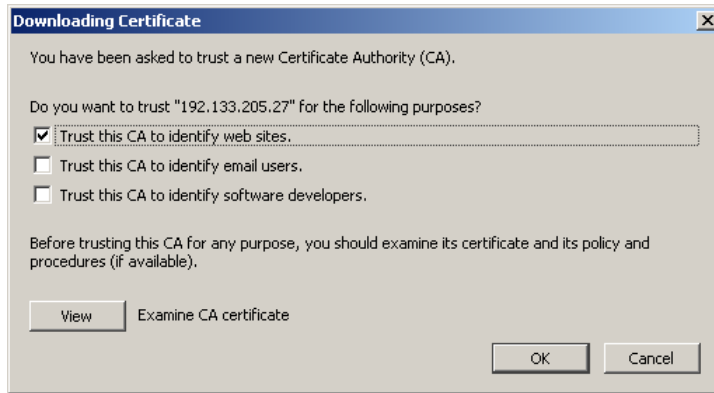 Downloading Certificate
You have been asked to trust a new Certificate Authority (CA).
Do you want to trust "192.133.205.27" for the following purposes?
Trust this CA to identify web sites.
Trust this CA to identify email users.
Trust this CA to identify software developers.
Before trusting this CA for any purpose, you should examine its certificate and its policy and
procedures (if available).
View Examine CA certificate
OK Cancel